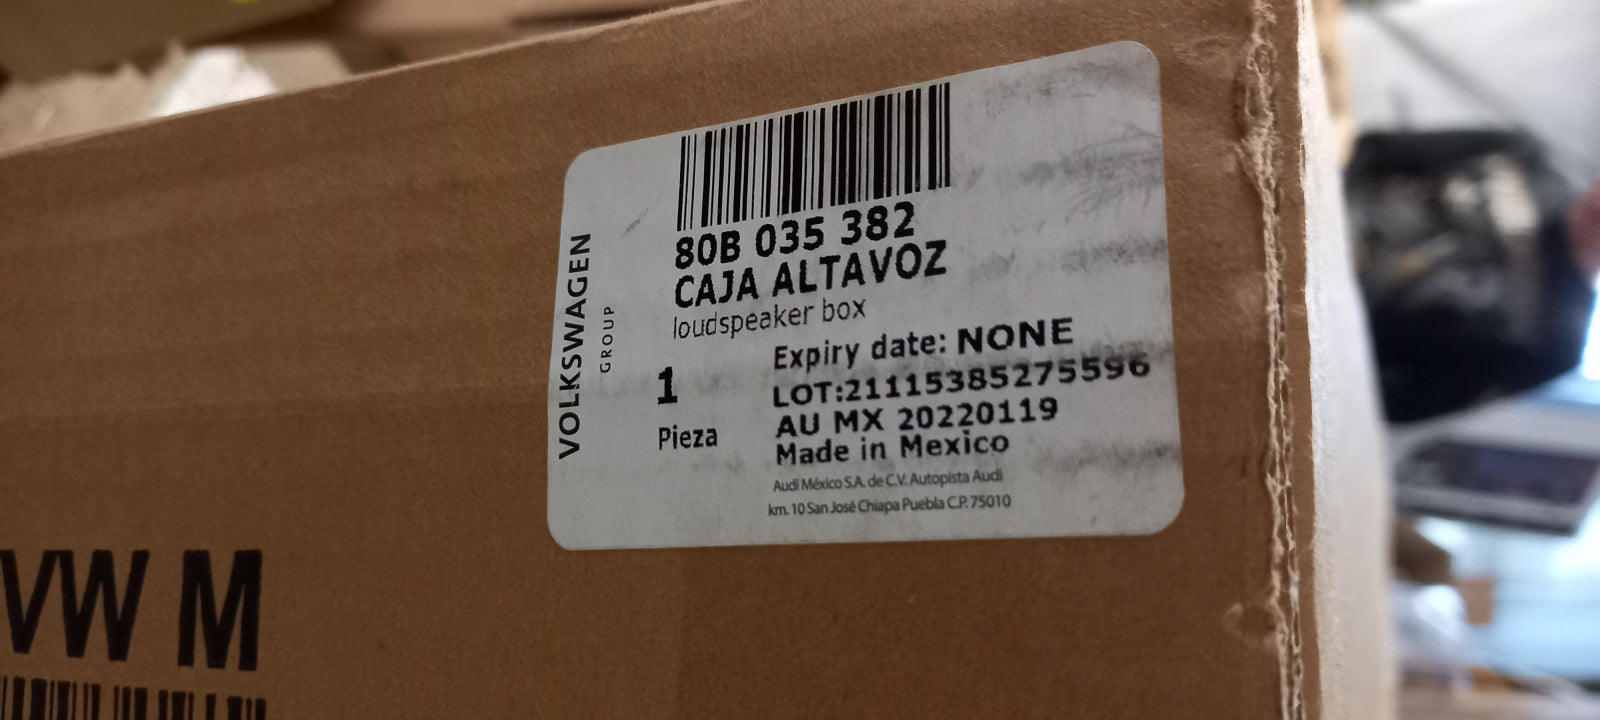 VOLKSWAGEN
GROUP
80B 035 382
CAJA ALTAVOZ
loudspeaker box
1
Pieza
Expiry date: NONE
LOT:21115385275596
AU MX 20220119
Made in Mexico
Audi México S.A. de C.V. Autopista Audi
km. 10 San José Chiapa Puebla C.P. 75010
VW M